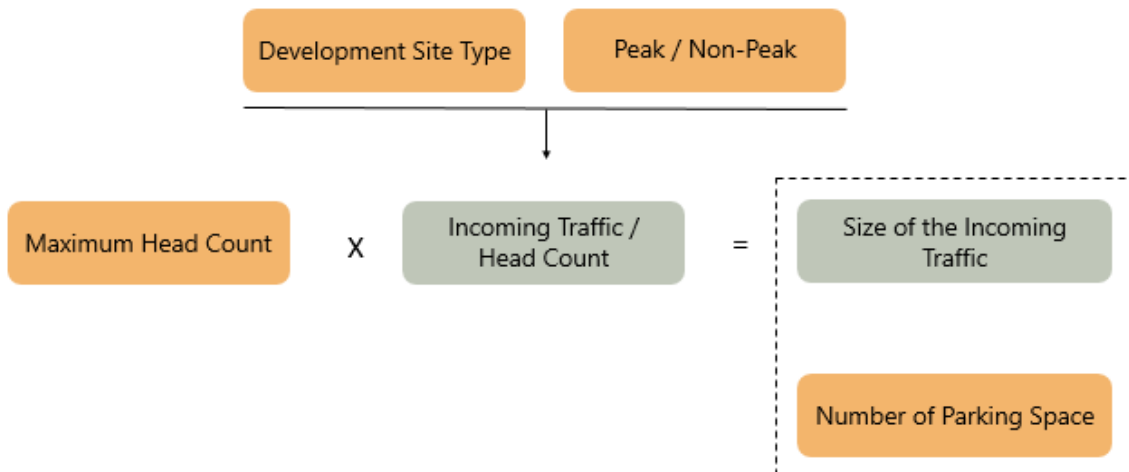 Development Site Type
Peak / Non-Peak
Maximum Head Count
X
Incoming Traffic /
Head Count
=
Size of the Incoming
Traffic
Number of Parking Space